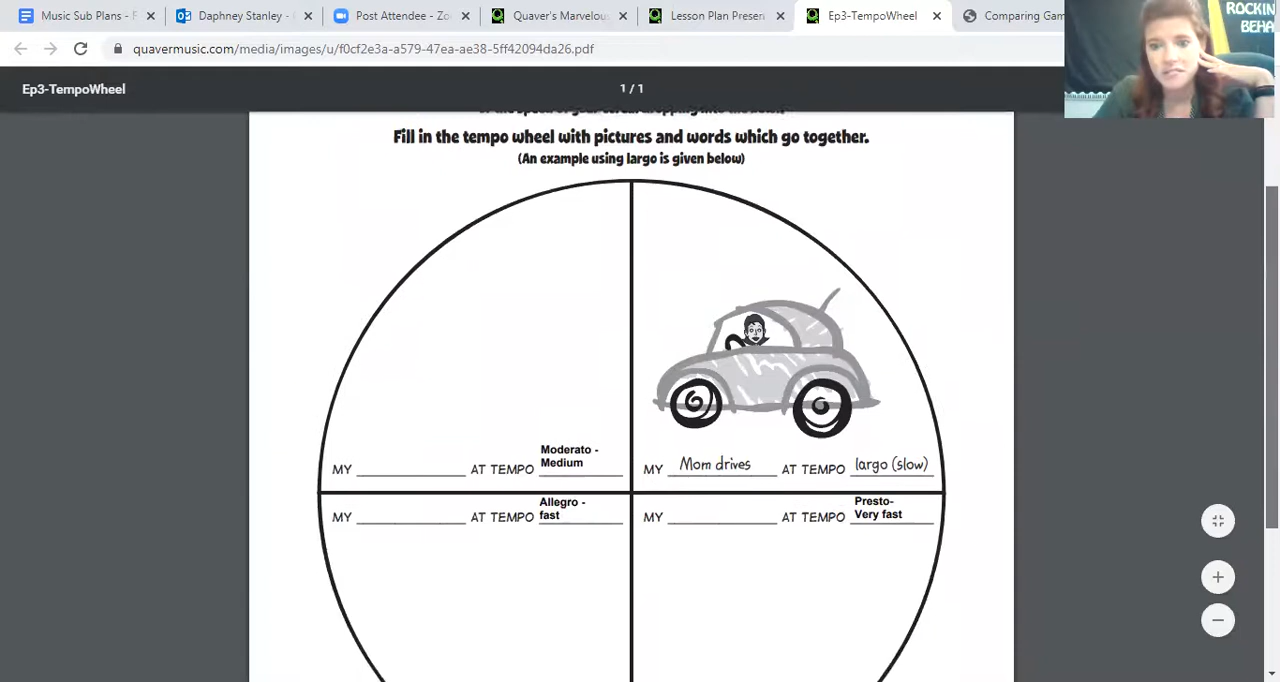 Music Sub Plans - F
Daphney Stanley -
Post Attendee - Zo
Quaver's Marvelou
Lesson Plan Presen
Ep3-TempoWheel
Comparing Gam
quavermusic.com/media/images/u/f0cf2e3a-a579-47ea-ae38-5ff42094da26.pdf
ROCKIN
BEHA
Ep3-TempoWheel
1 / 1
Fill in the tempo wheel with pictures and words which go together.
(An example using largo is given below)
MY ____________ AT TEMPO Moderato -
Medium
MY Mom drives AT TEMPO largo (slow)
MY ____________ AT TEMPO Allegro -
fast
MY ____________ AT TEMPO Presto-
Very fast